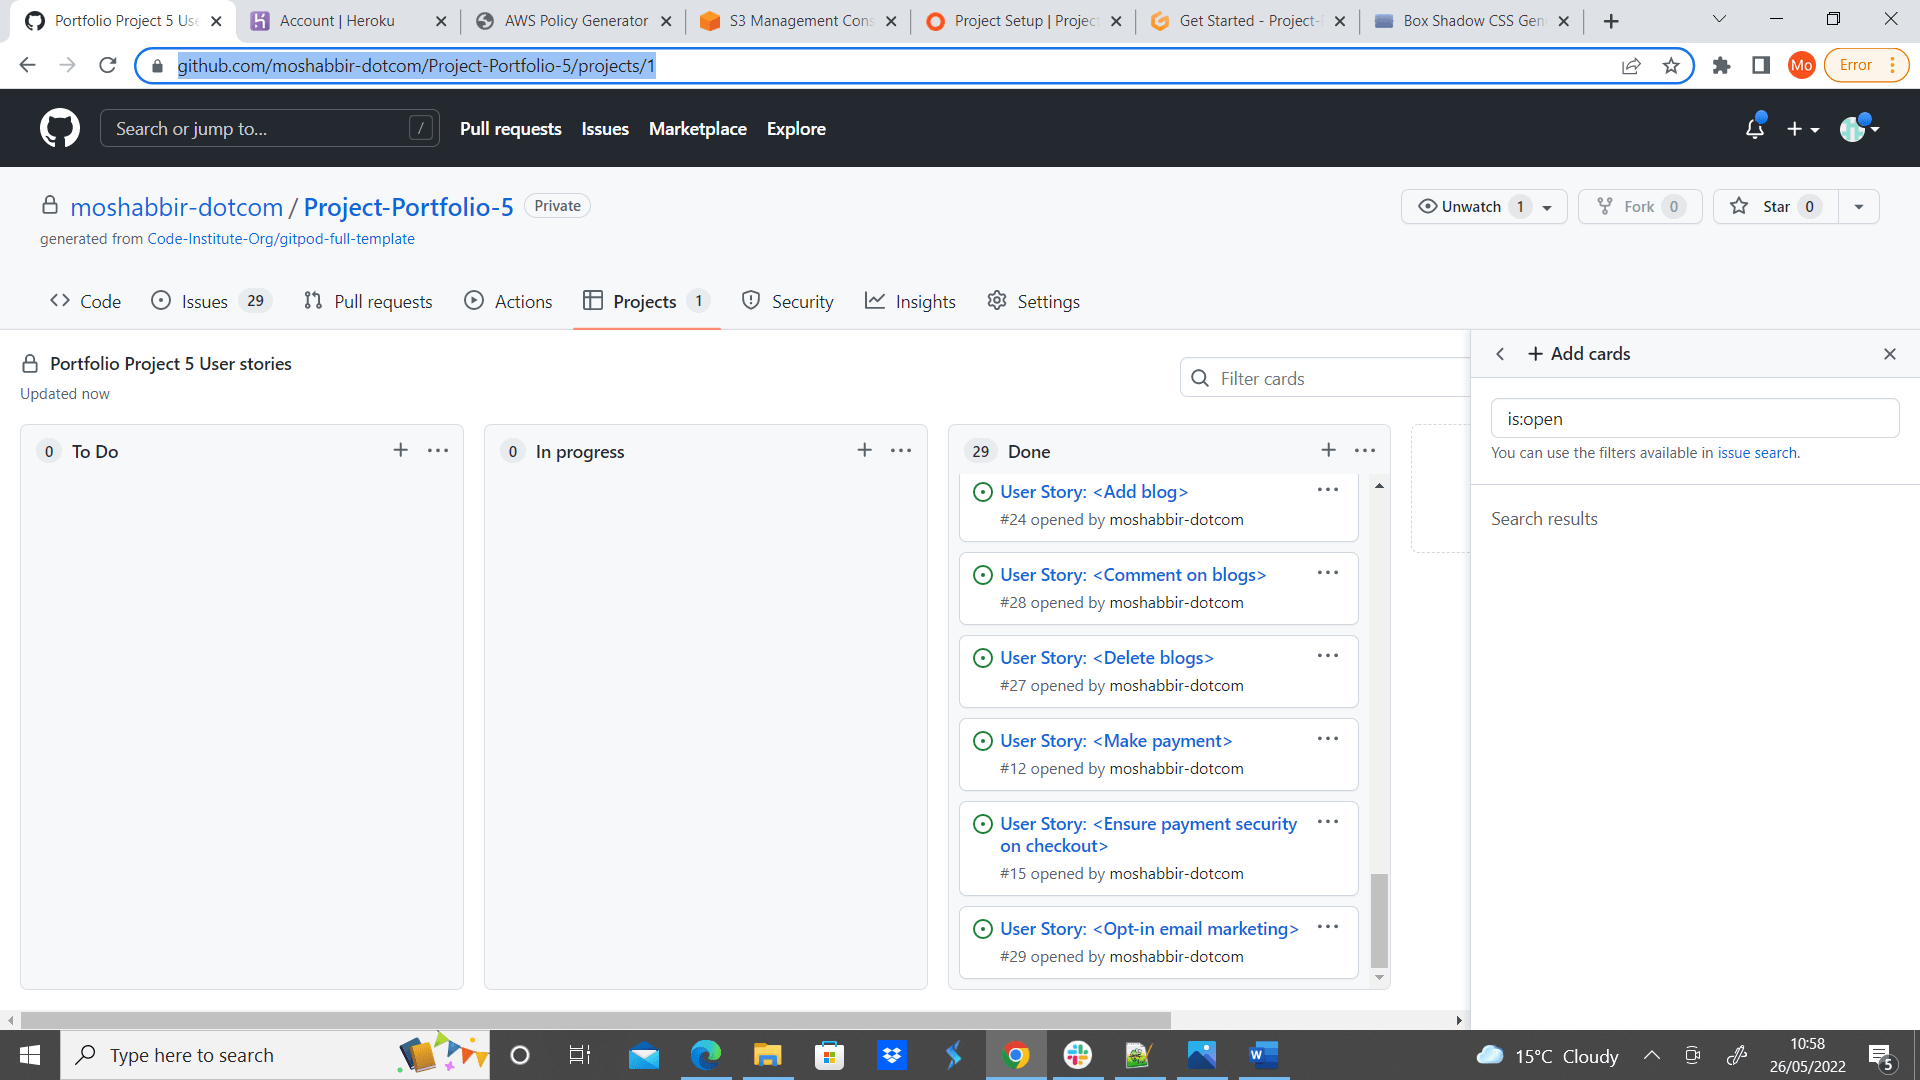 Portfolio Project 5 Use
Account | Heroku
AWS Policy Generator
S3 Management Cons
Project Setup | Project
Get Started - Project-
Box Shadow CSS Gen
github.com/moshabbir-dotcom/Project-Portfolio-5/projects/1
Mo
Error
Search or jump to...
/
Pull requests
Issues
Marketplace
Explore
moshabbir-dotcom / Project-Portfolio-5
Private
generated from Code-Institute-Org/gitpod-full-template
Unwatch 1
Fork 0
Star 0
Code
Issues 29
Pull requests
Actions
Projects 1
Security
Insights
Settings
Portfolio Project 5 User stories
Updated now
Filter cards
Add cards
is:open
You can use the filters available in issue search.
Search results
0 To Do
0 In progress
29 Done
User Story: <Add blog>
#24 opened by moshabbir-dotcom
User Story: <Comment on blogs>
#28 opened by moshabbir-dotcom
User Story: <Delete blogs>
#27 opened by moshabbir-dotcom
User Story: <Make payment>
#12 opened by moshabbir-dotcom
User Story: <Ensure payment security
on checkout>
#15 opened by moshabbir-dotcom
User Story: <Opt-in email marketing>
#29 opened by moshabbir-dotcom
Type here to search
15°C Cloudy
10:58
26/05/2022
5